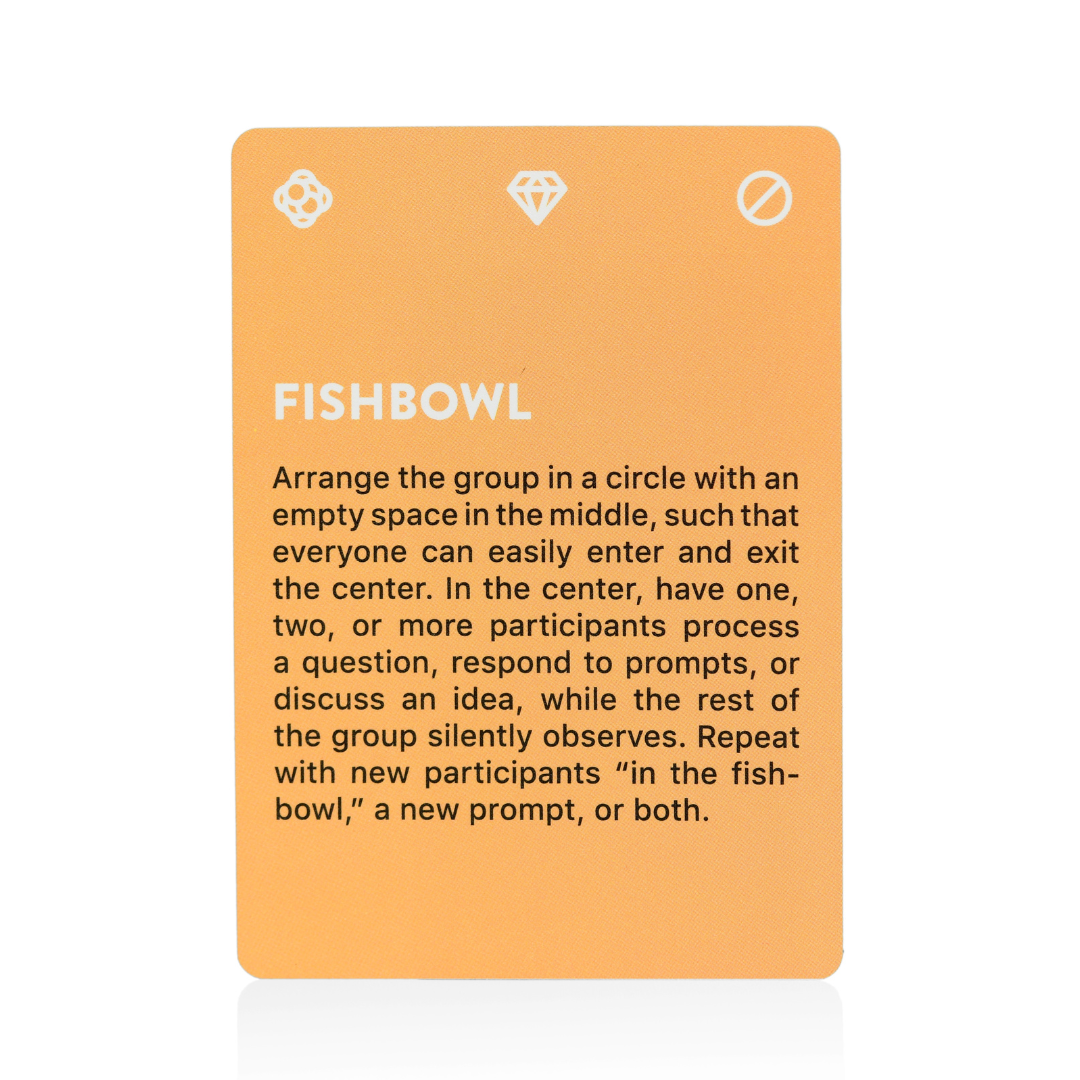 FISHBOWL
Arrange the group in a circle with an
empty space in the middle, such that
everyone can easily enter and exit
the center. In the center, have one,
two, or more participants process
a question, respond to prompts, or
discuss an idea, while the rest of
the group silently observes. Repeat
with new participants “in the fish-
bowl,” a new prompt, or both.